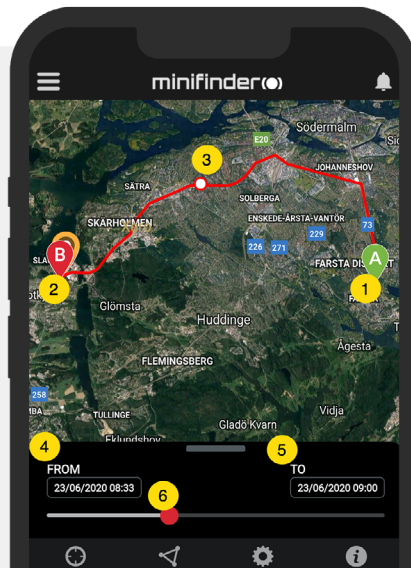 minifinder
Södermalm
E20
3
JOHANNESHOV
SÄTRA
SOLBERGA
SKÄRHOLMEN
ENSKEDE-ÅRSTA-VANTÖR
73
229
226
271
B
A
FARSTA DIS
2
1
Glömsta
Huddinge
Ågesta
FLEMINGSBERG
258
TULLINGE
Vidja
Gladö Kvarn
4
5
FROM
TO
23/06/2020 08:33
23/06/2020 09:00
6